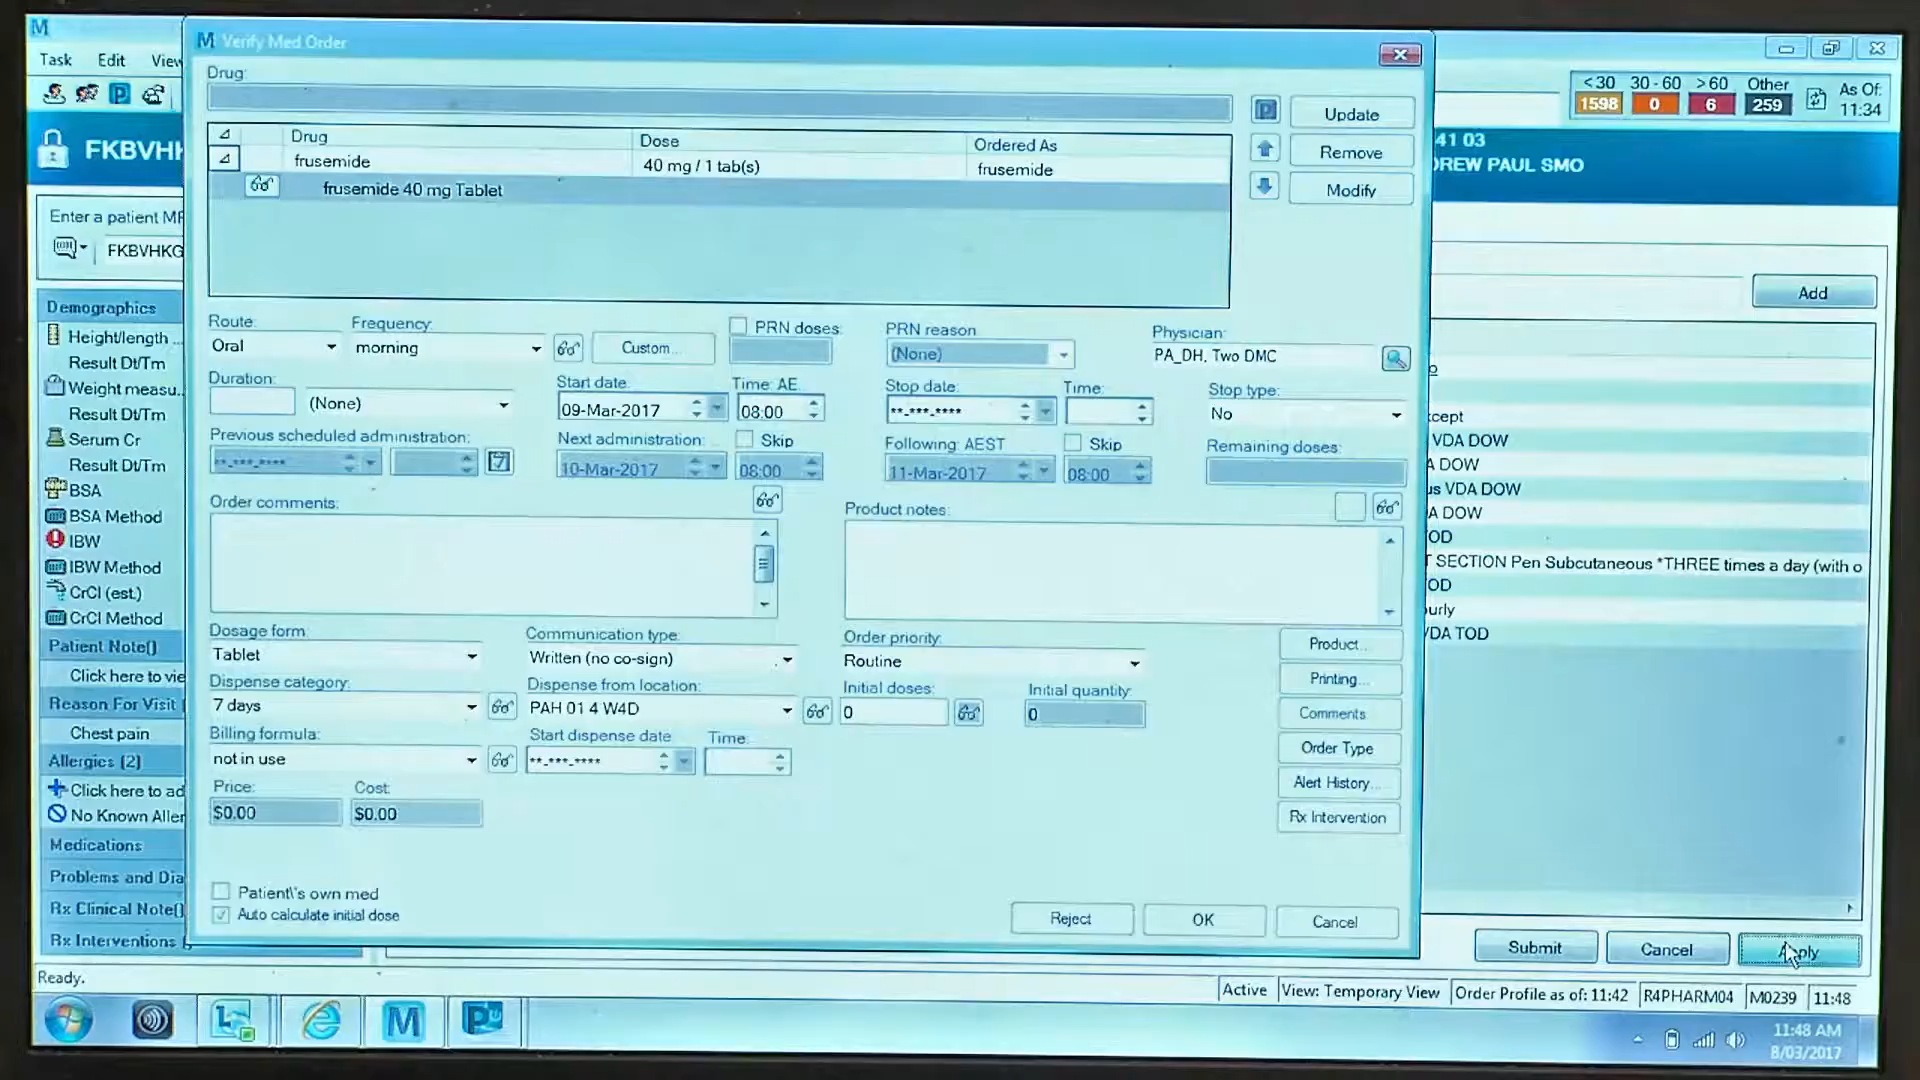 M
M Verify Med Order
Task Edit View
Drug:
Update
<30 30 - 60 >60 Other
1598 0 6 259
As Of:
11:34
Drug Dose Ordered As
frusemide 40 mg / 1 tab(s) frusemide
frusemide 40 mg Tablet
Remove
Modify
FKBVHK
41 03
DREW PAUL SMO
Enter a patient
FKBVHKG
Add
Demographics
Height/length ...
Result Dt/Tm
Weight measu...
Result Dt/Tm
Serum Cr
Result Dt/Tm
BSA
BSA Method
IBW
IBW Method
CrCl (est.)
CrCl Method
Patient Note()
Click here to vie
Reason For Visit
Chest pain
Allergies (2)
Click here to ad
No Known Aller
Medications
Problems and Dia
Rx Clinical Note()
Rx Interventions
Route: Frequency: PRN doses: PRN reason: Physician:
Oral morning Custom... (None) PA_DH, Two DMC
Duration: Start date: Time: AE Stop date: Time: Stop type:
(None) 09-Mar-2017 08:00 **-***-**** No
Previous scheduled administration: Next administration: Skip Following: AEST Skip Remaining doses:
**-***-**** 10-Mar-2017 08:00 11-Mar-2017 08:00
Order comments: Product notes:
Dosage form: Communication type: Order priority: Product...
Tablet Written (no co-sign) Routine
Printing...
Dispense category: Dispense from location: Initial doses: Initial quantity:
7 days PAH 01 4 W4D 0 0
Comments
Billing formula: Start dispense date: Time:
not in use **-***-****
Order Type
Price: Cost:
$0.00 $0.00
Alert History...
Rx Intervention
Patient\'s own med
Auto calculate initial dose
Reject OK Cancel
xcept
VDA DOW
A DOW
us VDA DOW
A DOW
OD
T SECTION Pen Subcutaneous *THREE times a day (with o
OD
ourly
VDA TOD
Submit Cancel Apply
Ready.
Active View: Temporary View Order Profile as of: 11:42 R4PHARM04 M0239 11:48
11:48 AM
8/03/2017